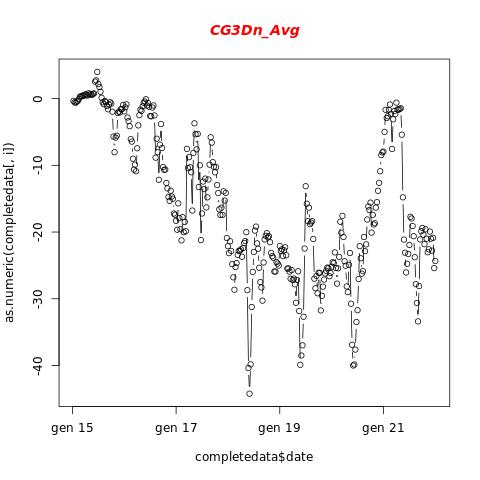 CG3Dn_Avg
as.numeric(completedata[, i])
0
-10
-20
-30
-40
gen 15
gen 17
gen 19
gen 21
completedata$date